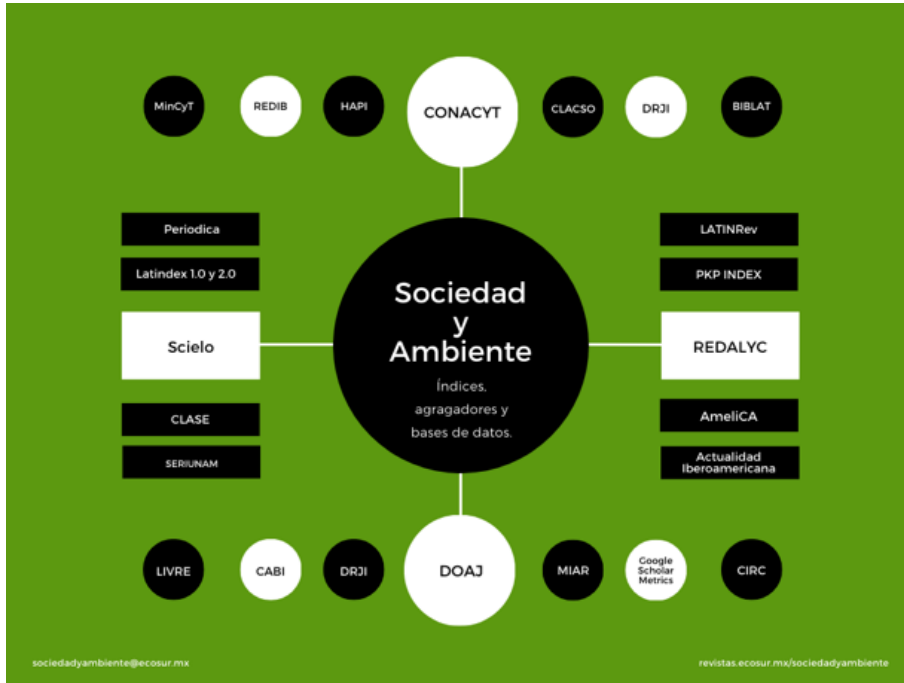 MinCyT
REDIB
HAPI
CONACYT
CLACSO
DRJI
BIBLAT
Periodica
Latindex 1.0 y 2.0
Scielo
CLASE
SERIUNAM
Sociedad
y
Ambiente
Índices,
agragadores y
bases de datos.
LATINRev
PKP INDEX
REDALYC
AmeliCA
Actualidad
Iberoamericana
LIVRE
CABI
DRJI
DOAJ
MIAR
Google
Scholar
Metrics
CIRC
sociedadyambiente@ecosur.mx
revistas.ecosur.mx/sociedadyambiente